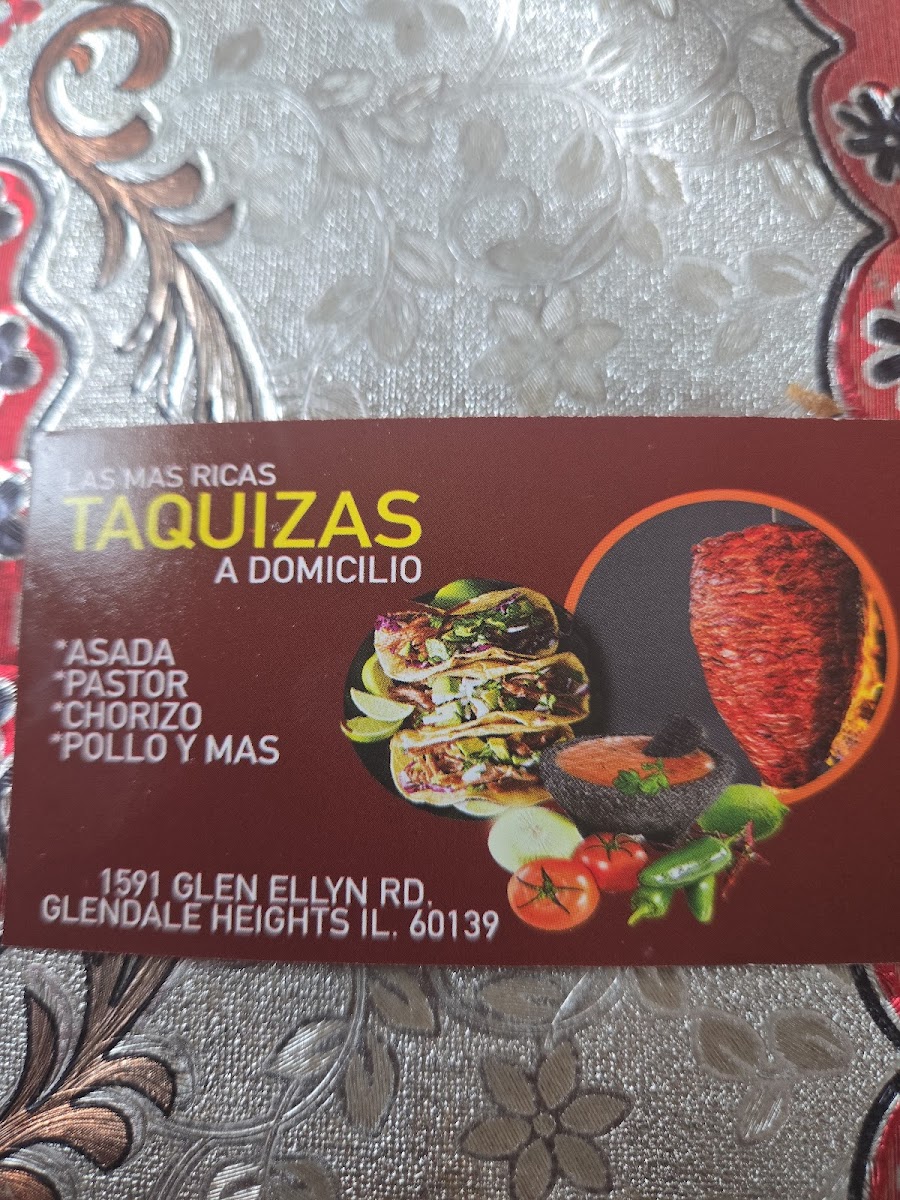 LAS MAS RICAS
TAQUIZAS
A DOMICILIO
*ASADA
*PASTOR
*CHORIZO
*POLLO Y MAS
1591 GLEN ELLYN RD.
GLENDALE HEIGHTS IL. 60139